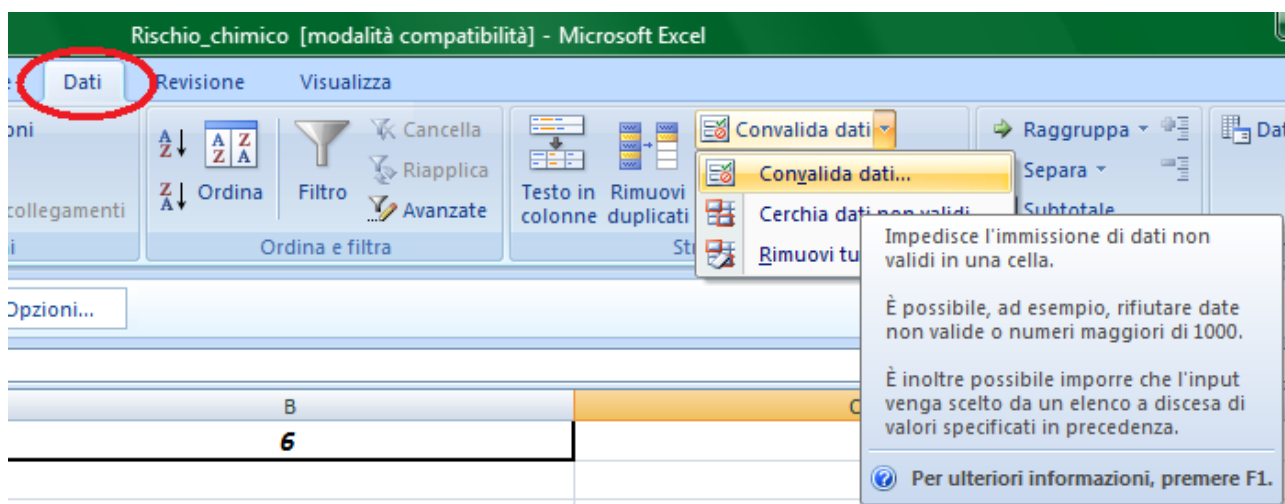 Rischio_chimico [modalità compatibilità] - Microsoft Excel
Dati Revisione Visualizza
Cancella
Riapplica
Avanzate
Ordina
Filtro
Testo in colonne
Rimuovi duplicati
Convalida dati
Convalida dati...
Cerchia dati non validi
Rimuovi tu
Raggruppa
Separa
Subtotale
Dat
oni
collegamenti
Ordina e filtra
Str
Opzioni...
Impedisce l'immissione di dati non
validi in una cella.
È possibile, ad esempio, rifiutare date
non valide o numeri maggiori di 1000.
È inoltre possibile imporre che l'input
venga scelto da un elenco a discesa di
valori specificati in precedenza.
Per ulteriori informazioni, premere F1.
B
C
6